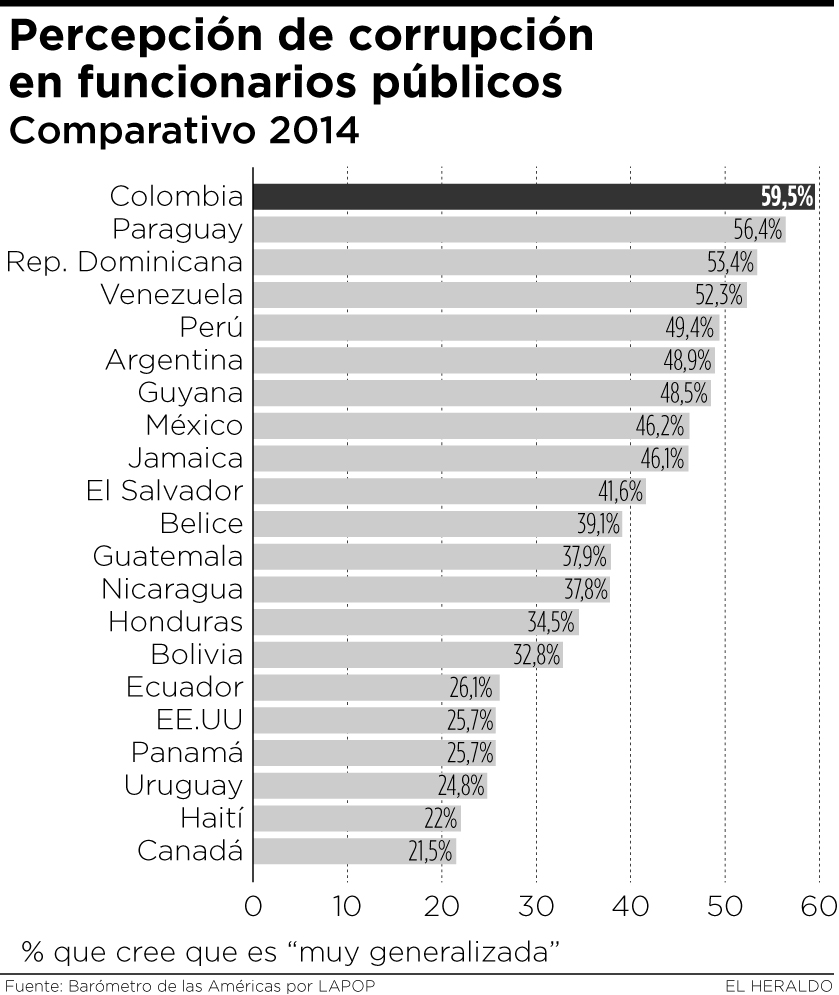 Percepción de corrupción
en funcionarios públicos
Comparativo 2014
Colombia 59,5%
Paraguay 56,4%
Rep. Dominicana 53,4%
Venezuela 52,3%
Perú 49,4%
Argentina 48,9%
Guyana 48,5%
México 46,2%
Jamaica 46,1%
El Salvador 41,6%
Belice 39,1%
Guatemala 37,9%
Nicaragua 37,8%
Honduras 34,5%
Bolivia 32,8%
Ecuador 26,1%
EE.UU 25,7%
Panamá 25,7%
Uruguay 24,8%
Haití 22%
Canadá 21,5%
0 10 20 30 40 50 60
% que cree que es “muy generalizada”
Fuente: Barómetro de las Américas por LAPOP EL HERALDO